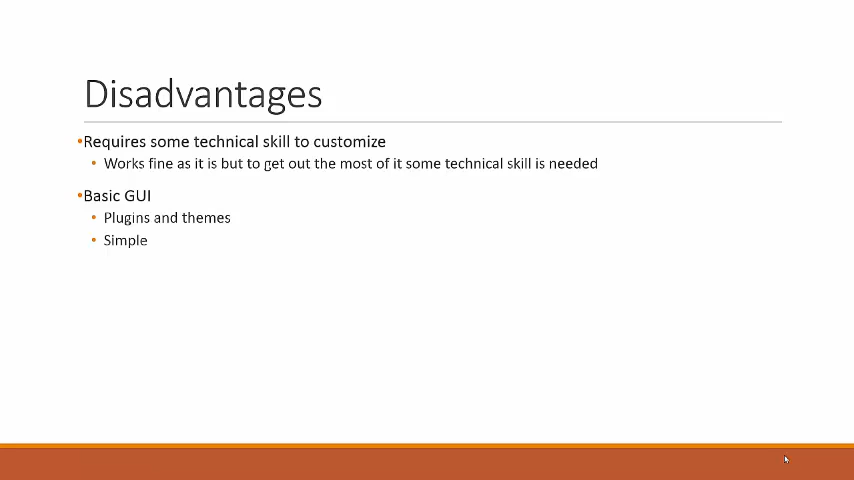 Disadvantages
•Requires some technical skill to customize
• Works fine as it is but to get out the most of it some technical skill is needed
•Basic GUI
• Plugins and themes
• Simple